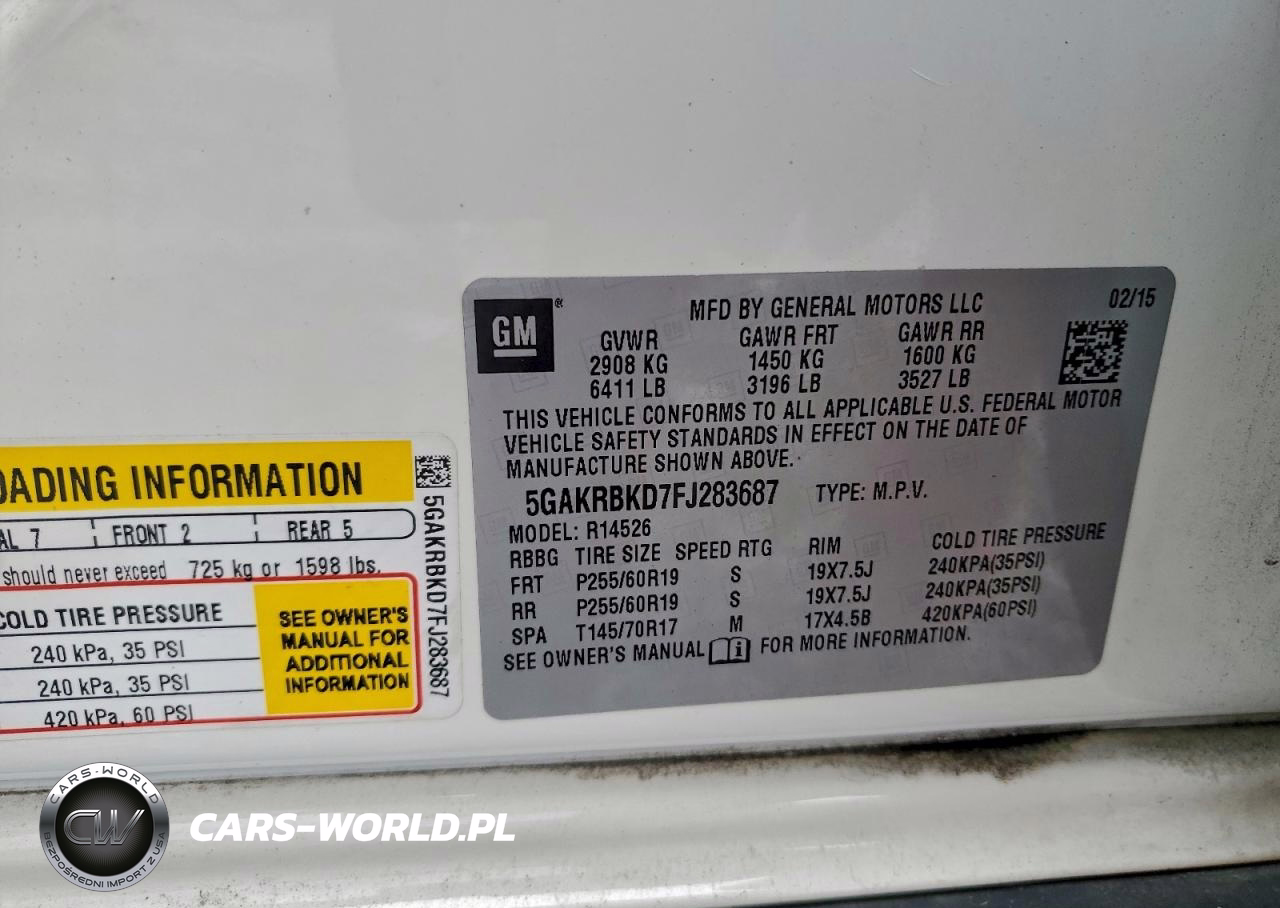 GM®
MFD BY GENERAL MOTORS LLC
02/15
GVWR GAWR FRT GAWR RR
2908 KG 1450 KG 1600 KG
6411 LB 3196 LB 3527 LB
THIS VEHICLE CONFORMS TO ALL APPLICABLE U.S. FEDERAL MOTOR
VEHICLE SAFETY STANDARDS IN EFFECT ON THE DATE OF
MANUFACTURE SHOWN ABOVE.
5GAKRBKD7FJ283687 TYPE: M.P.V.
MODEL: R14526
RBBG TIRE SIZE SPEED RTG RIM COLD TIRE PRESSURE
FRT P255/60R19 S 19X7.5J 240KPA(35PSI)
RR P255/60R19 S 19X7.5J 240KPA(35PSI)
SPA T145/70R17 M 17X4.5B 420KPA(60PSI)
SEE OWNER'S MANUAL FOR MORE INFORMATION.
OADING INFORMATION
AL 7 FRONT 2 REAR 5
should never exceed 725 kg or 1598 lbs.
COLD TIRE PRESSURE
240 kPa, 35 PSI
240 kPa, 35 PSI
420 kPa, 60 PSI
SEE OWNER'S
MANUAL FOR
ADDITIONAL
INFORMATION
5GAKRBKD7FJ283687
CARS-WORLD
CW
BEZPOŚREDNI IMPORT Z USA
CARS-WORLD.PL